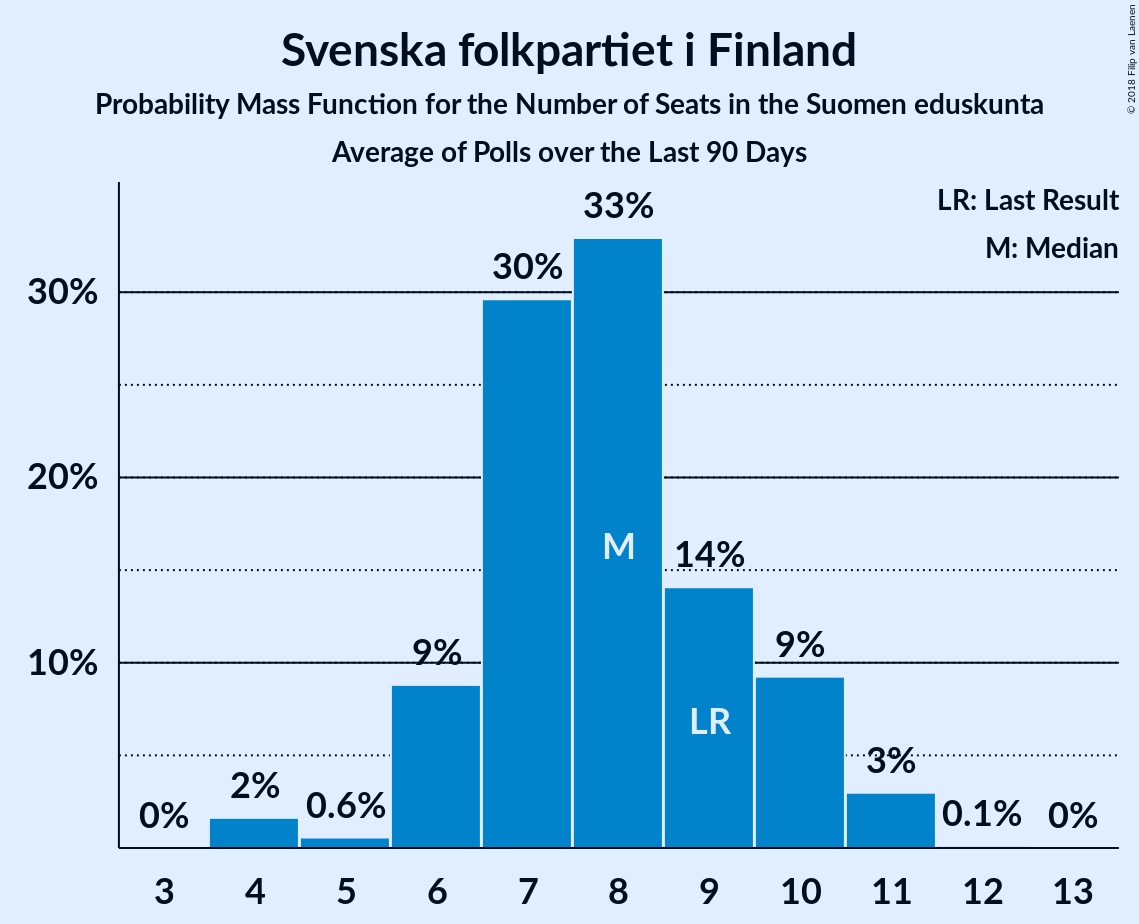 Svenska folkpartiet i Finland
Probability Mass Function for the Number of Seats in the Suomen eduskunta
Average of Polls over the Last 90 Days
© 2018 Filip van Laenen
LR: Last Result
M: Median
30%
20%
10%
0%
2%
0.6%
9%
30%
33%
14%
9%
3%
0.1%
0%
M
LR
3 4 5 6 7 8 9 10 11 12 13